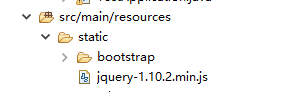 src/main/resources
static
bootstrap
jquery-1.10.2.min.js